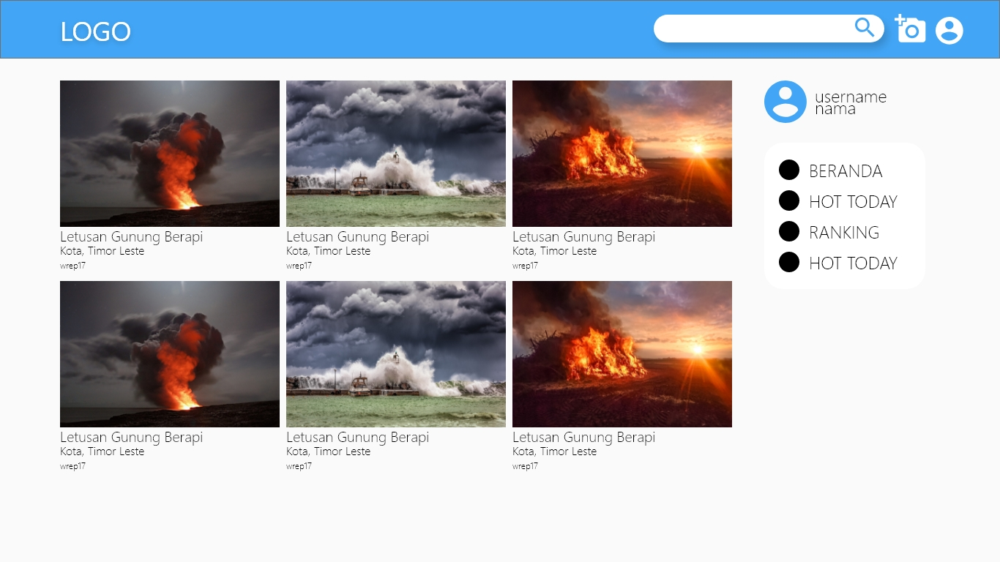 LOGO
username
nama
BERANDA
HOT TODAY
RANKING
HOT TODAY
Letusan Gunung Berapi
Kota, Timor Leste
wrep17
Letusan Gunung Berapi
Kota, Timor Leste
wrep17
Letusan Gunung Berapi
Kota, Timor Leste
wrep17
Letusan Gunung Berapi
Kota, Timor Leste
wrep17
Letusan Gunung Berapi
Kota, Timor Leste
wrep17
Letusan Gunung Berapi
Kota, Timor Leste
wrep17